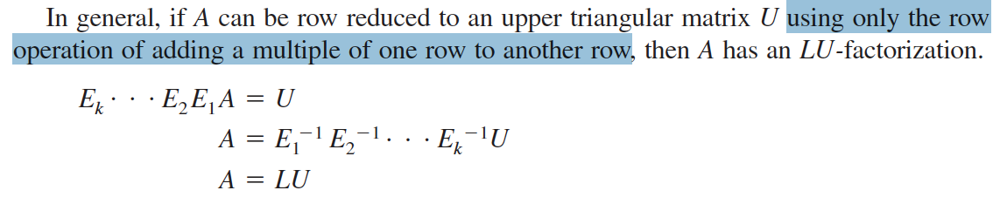 In general, if A can be row reduced to an upper triangular matrix U using only the row
operation of adding a multiple of one row to another row, then A has an LU-factorization.
Eₖ · · · E₂E₁A = U
A = E₁⁻¹ E₂⁻¹ · · · Eₖ⁻¹U
A = LU